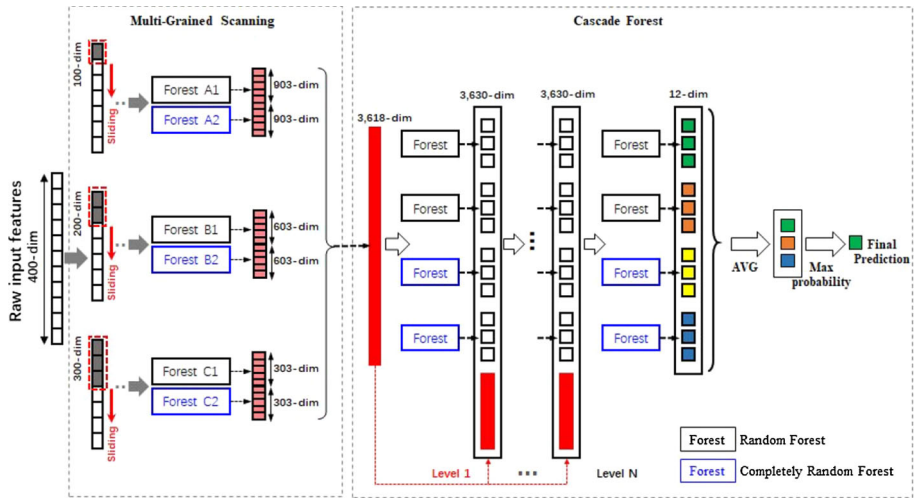 Multi-Grained Scanning
Cascade Forest
Raw input features
400-dim
100-dim
Sliding
Forest A1
Forest A2
903-dim
903-dim
200-dim
Sliding
Forest B1
Forest B2
603-dim
603-dim
300-dim
Sliding
Forest C1
Forest C2
303-dim
303-dim
3,618-dim
Forest
Forest
Forest
Forest
3,630-dim
3,630-dim
Forest
Forest
Forest
Forest
12-dim
AVG
Max
probability
Final
Prediction
Level 1
...
Level N
Forest
Random Forest
Forest
Completely Random Forest